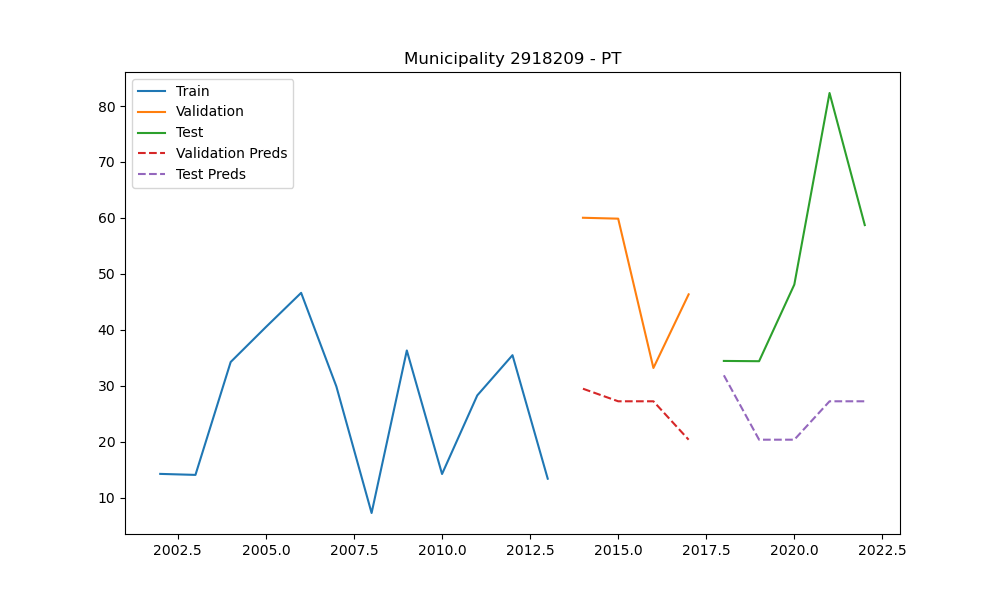 Municipality 2918209 - PT
Train
Validation
Test
Validation Preds
Test Preds
80
70
60
50
40
30
20
10
2002.5 2005.0 2007.5 2010.0 2012.5 2015.0 2017.5 2020.0 2022.5